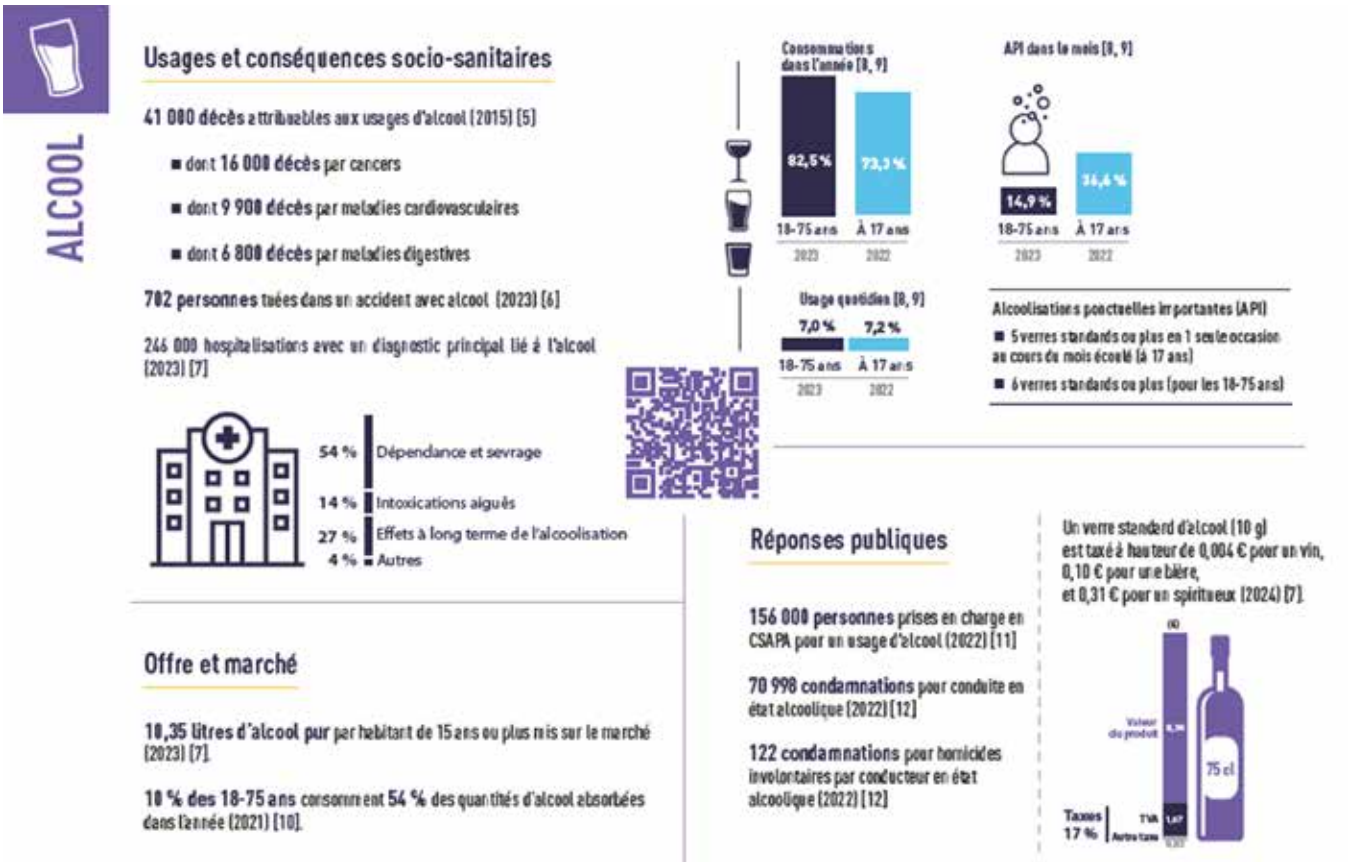 ALCOOL
Usages et conséquences socio-sanitaires
41 000 décès attribuables aux usages d'alcool (2015) [5]
■ dont 16 000 décès par cancers
■ dont 9 900 décès par maladies cardiovasculaires
■ dont 6 800 décès par maladies digestives
702 personnes tuées dans un accident avec alcool (2023) [6]
246 000 hospitalisations avec un diagnostic principal lié à l'alcool
(2023) [7]
54 % Dépendance et sevrage
14 % Intoxications aiguës
27 % Effets à long terme de l'alcoolisation
4 % Autres
Consommations
dans l'année [8, 9]
82,5 %
73,3 %
18-75 ans À 17 ans
2023 2022
API dans le mois [8, 9]
14,9 %
36,6 %
18-75 ans À 17 ans
2023 2022
Usage quotidien [8, 9]
7,0 % 7,2 %
18-75 ans À 17 ans
2023 2022
Alcoolisations ponctuelles importantes (API)
■ 5 verres standards ou plus en 1 seule occasion
au cours du mois écoulé (à 17 ans)
■ 6 verres standards ou plus (pour les 18-75 ans)
Offre et marché
10,35 litres d'alcool pur par habitant de 15 ans ou plus mis sur le marché
(2023) [7].
10 % des 18-75 ans consomment 54 % des quantités d'alcool absorbées
dans l'année (2021) [10].
Réponses publiques
156 000 personnes prises en charge en
CSAPA pour un usage d'alcool (2022) [11]
70 998 condamnations pour conduite en
état alcoolique (2022) [12]
122 condamnations pour homicides
involontaires par conducteur en état
alcoolique (2022) [12]
Un verre standard d'alcool (10 g)
est taxé à hauteur de 0,004 € pour un vin,
0,10 € pour une bière,
et 0,31 € pour un spiritueux (2024) [7].
(€)
Valeur
du produit
75 cl
Taxes
17 %
TVA 1,67
Autre taxe